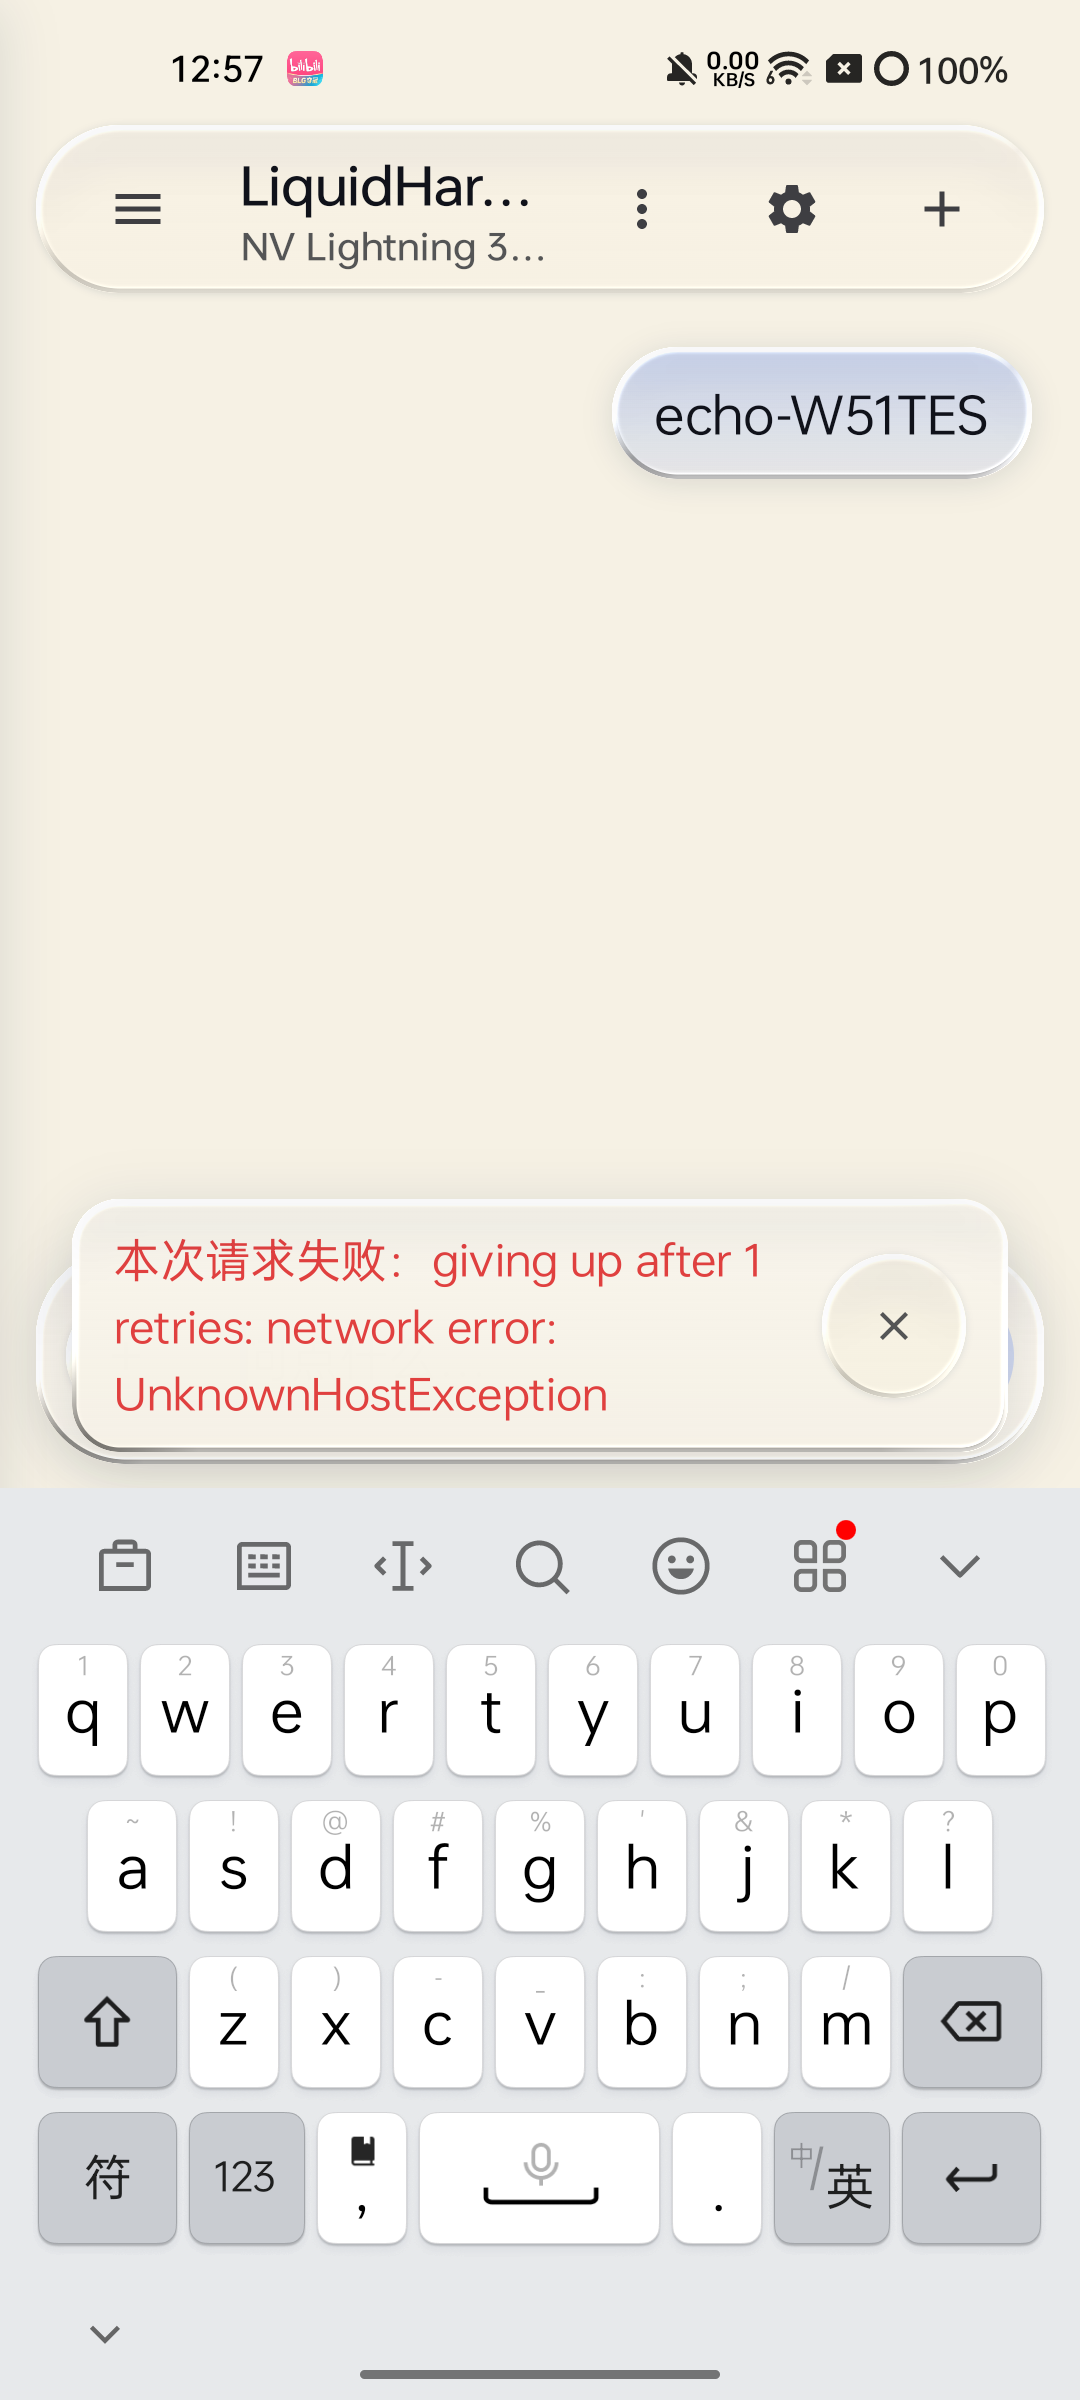 12:57
0.00
KB/S
6
100%
LiquidHar...
NV Lightning 3...
echo-W51TES
本次请求失败：giving up after 1
retries: network error:
UnknownHostException
1 2 3 4 5 6 7 8 9 0
q w e r t y u i o p
~ ! @ # % ' & * ?
a s d f g h j k l
( ) - _ : ; /
z x c v b n m
符 123 , . 中/英